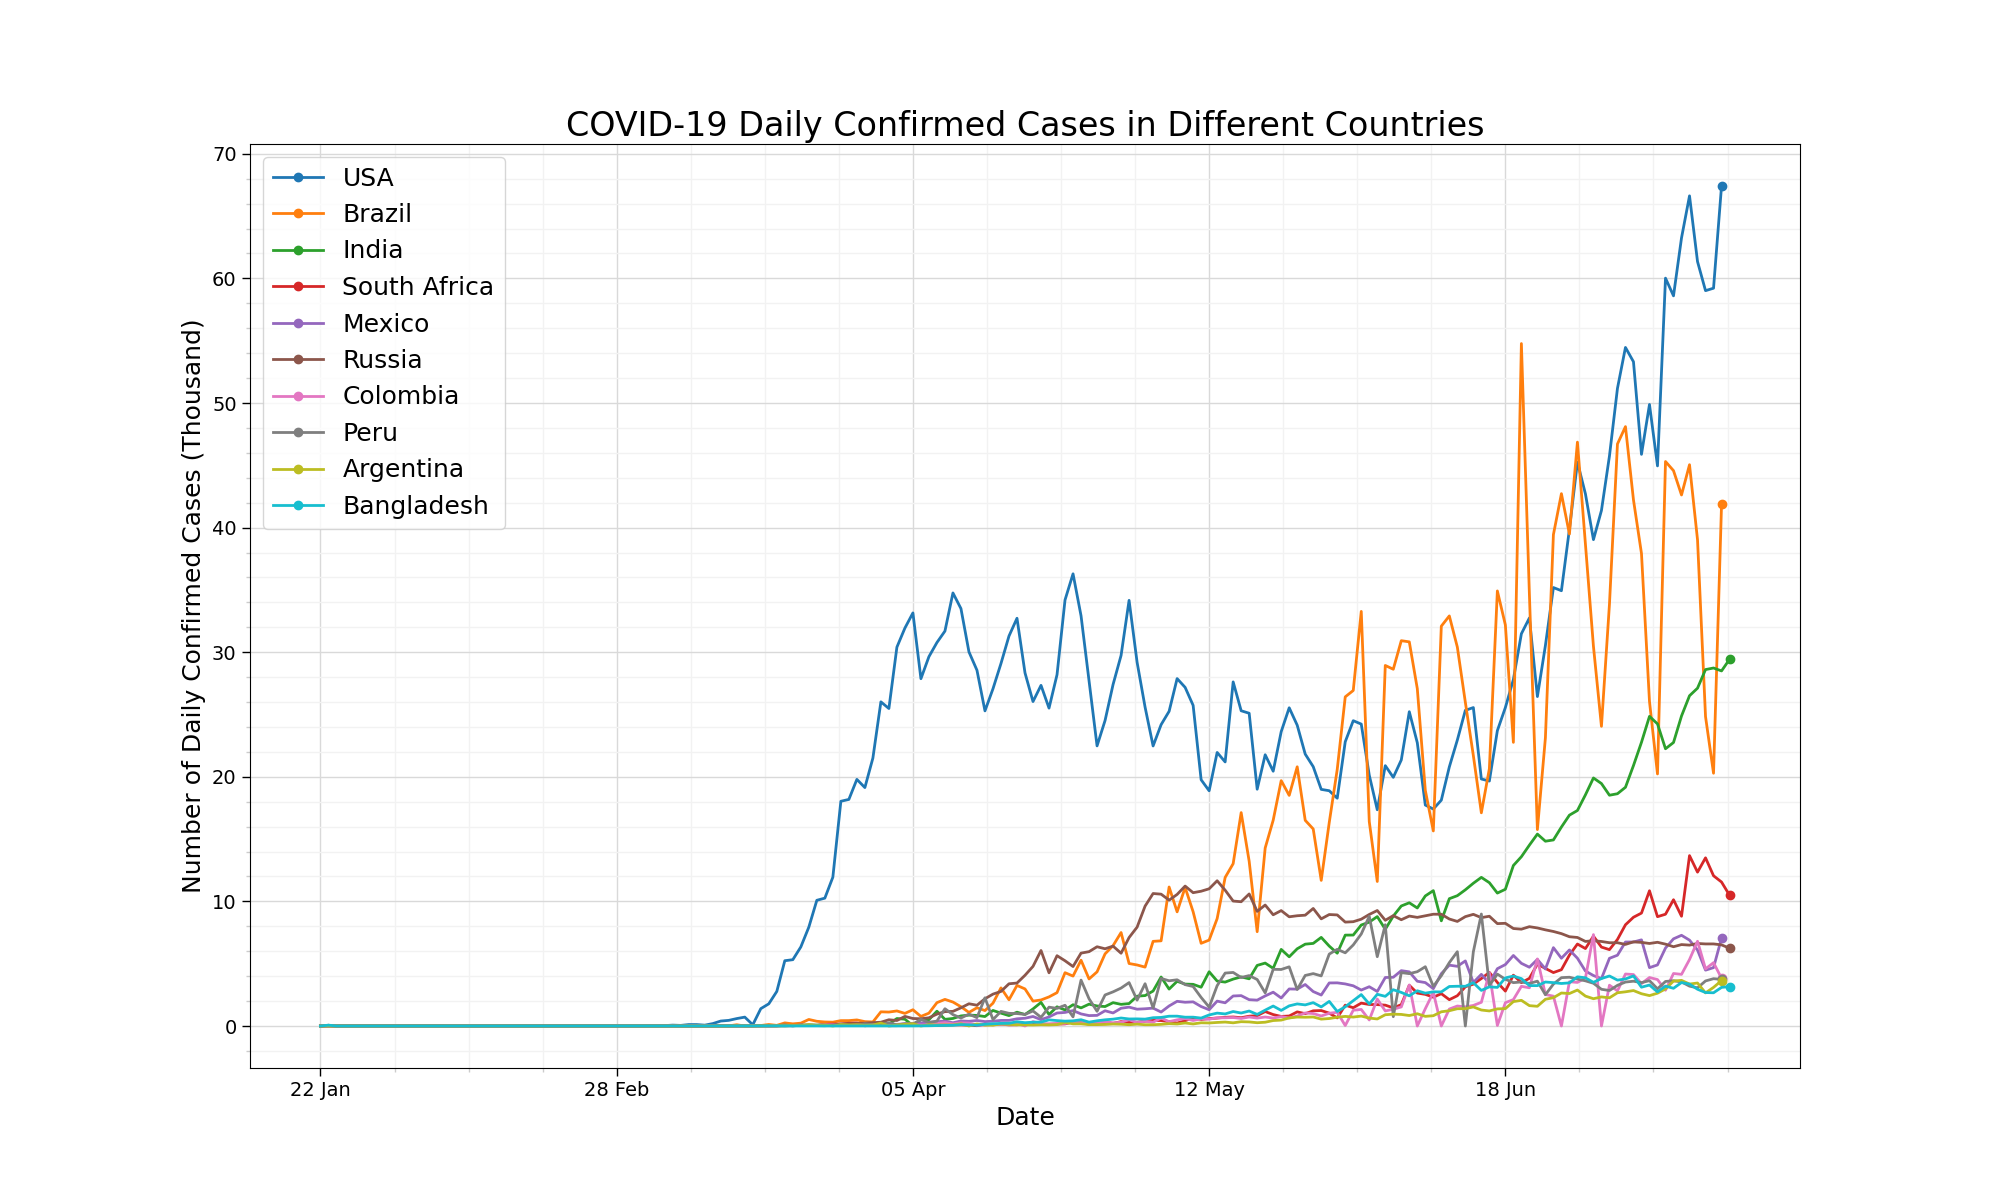 COVID-19 Daily Confirmed Cases in Different Countries
Number of Daily Confirmed Cases (Thousand)
70
60
50
40
30
20
10
0
USA
Brazil
India
South Africa
Mexico
Russia
Colombia
Peru
Argentina
Bangladesh
22 Jan
28 Feb
05 Apr
12 May
18 Jun
Date